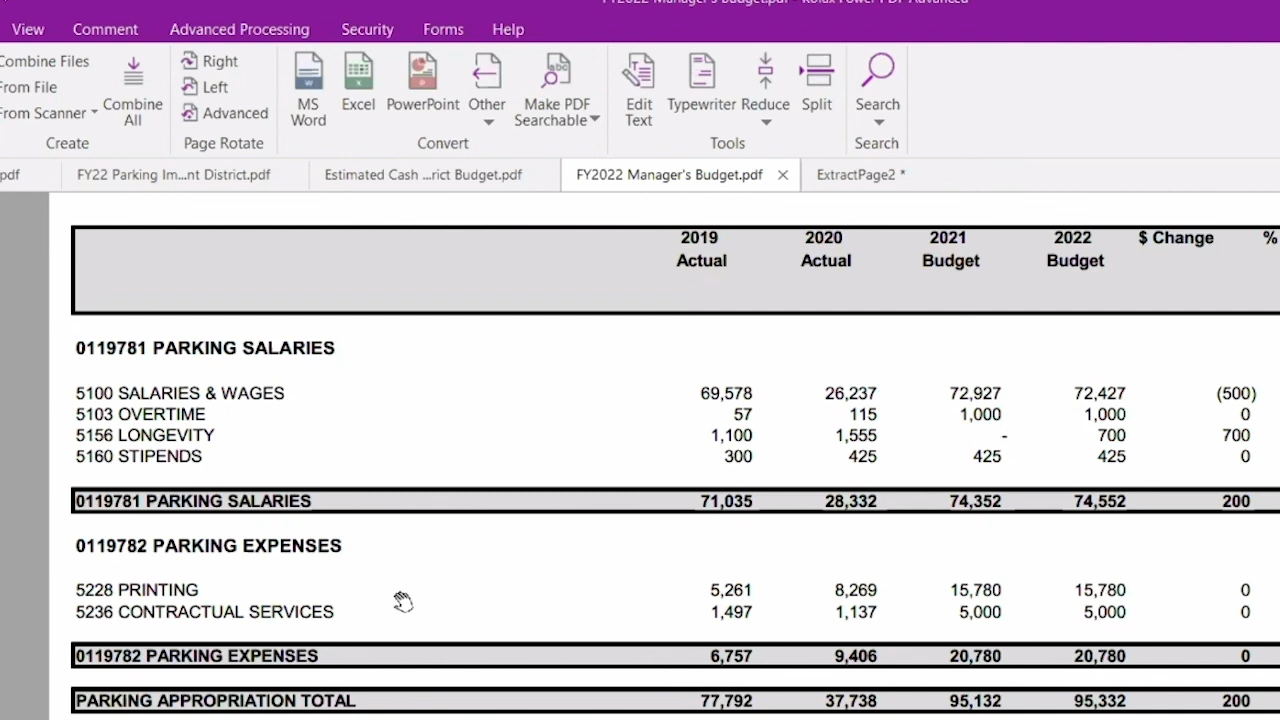 FY2022 Manager's Budget.pdf - Kofax Power PDF Advanced
View Comment Advanced Processing Security Forms Help
Combine Files
From File
From Scanner
Combine All
Create
Right
Left
Advanced
Page Rotate
MS Word
Excel
PowerPoint
Other
Make PDF Searchable
Convert
Edit Text
Typewriter
Reduce
Split
Tools
Search
Search
pdf FY22 Parking Im...nt District.pdf Estimated Cash ...rict Budget.pdf FY2022 Manager's Budget.pdf ExtractPage2 *
2019 2020 2021 2022 $ Change %
Actual Actual Budget Budget
0119781 PARKING SALARIES
5100 SALARIES & WAGES 69,578 26,237 72,927 72,427 (500)
5103 OVERTIME 57 115 1,000 1,000 0
5156 LONGEVITY 1,100 1,555 - 700 700
5160 STIPENDS 300 425 425 425 0
0119781 PARKING SALARIES 71,035 28,332 74,352 74,552 200
0119782 PARKING EXPENSES
5228 PRINTING 5,261 8,269 15,780 15,780 0
5236 CONTRACTUAL SERVICES 1,497 1,137 5,000 5,000 0
0119782 PARKING EXPENSES 6,757 9,406 20,780 20,780 0
PARKING APPROPRIATION TOTAL 77,792 37,738 95,132 95,332 200